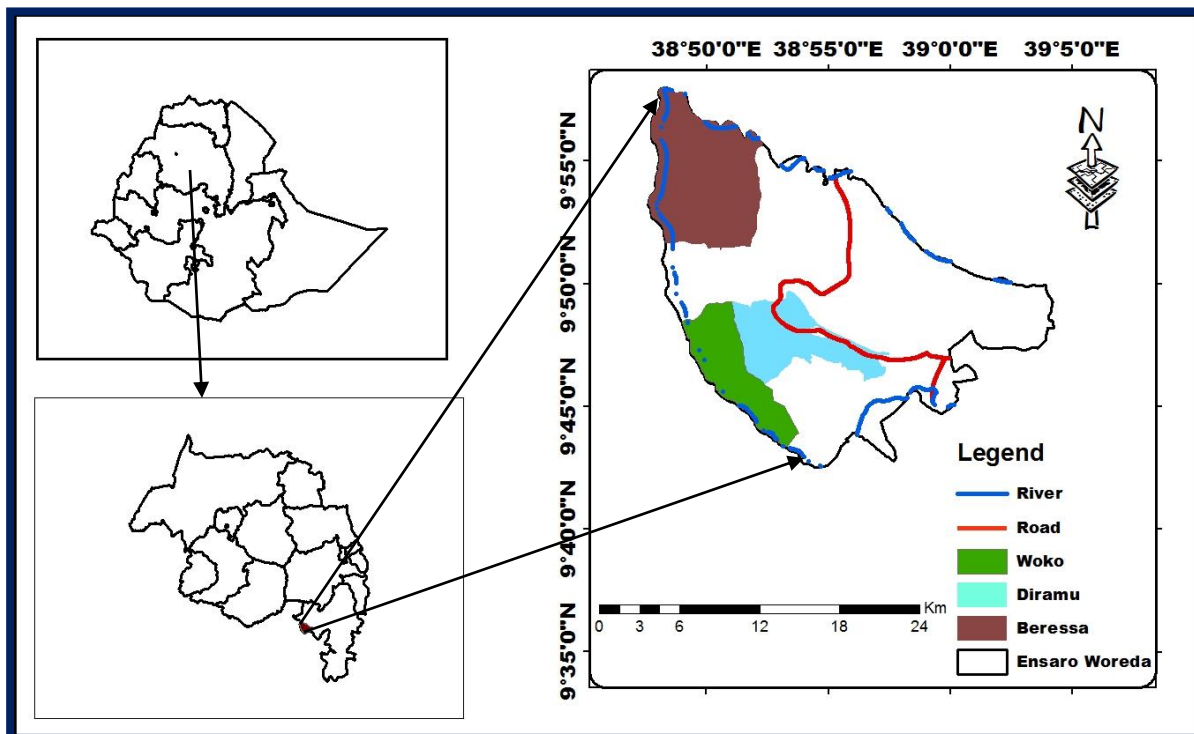 38°50'0"E 38°55'0"E 39°0'0"E 39°5'0"E
N
9°55'0"N
9°50'0"N
9°45'0"N
9°40'0"N
9°35'0"N
Legend
River
Road
Woko
Diramu
Beressa
Ensaro Woreda
Km
0 3 6 12 18 24